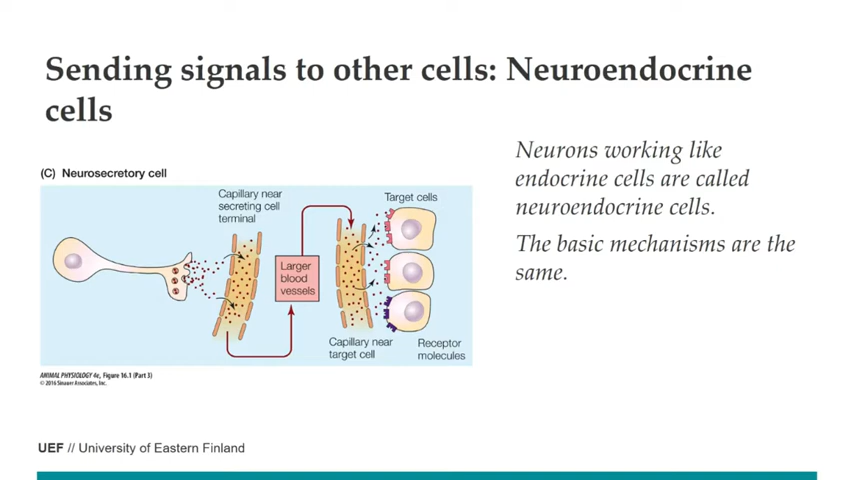 Sending signals to other cells: Neuroendocrine
cells
Neurons working like
endocrine cells are called
neuroendocrine cells.
The basic mechanisms are the
same.
(C) Neurosecretory cell
Capillary near
secreting cell
terminal
Target cells
Larger
blood
vessels
Capillary near
target cell
Receptor
molecules
ANIMAL PHYSIOLOGY 4e, Figure 16.1 (Part 3)
© 2016 Sinauer Associates, Inc.
UEF // University of Eastern Finland